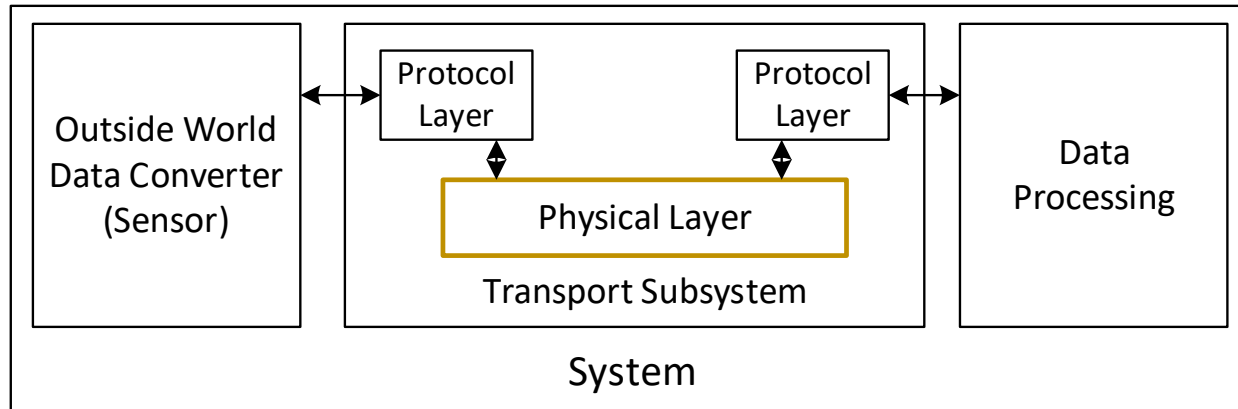 Outside World
Data Converter
(Sensor)
Protocol
Layer
Protocol
Layer
Physical Layer
Transport Subsystem
Data
Processing
System